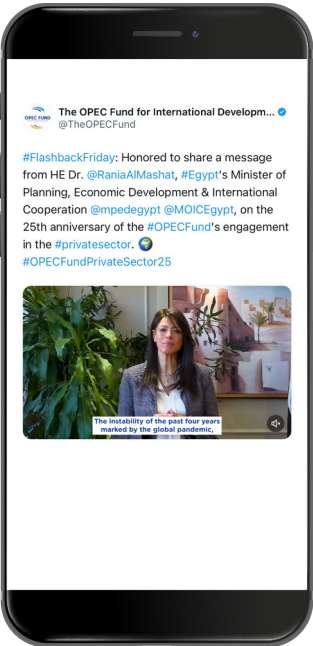 OPEC FUND
The OPEC Fund for International Developm...
@TheOPECFund
#FlashbackFriday: Honored to share a message
from HE Dr. @RaniaAlMashat, #Egypt's Minister of
Planning, Economic Development & International
Cooperation @mpedegypt @MOICEgypt, on the
25th anniversary of the #OPECFund's engagement
in the #privatesector. 🌍
#OPECFundPrivateSector25
The instability of the past four years
marked by the global pandemic,